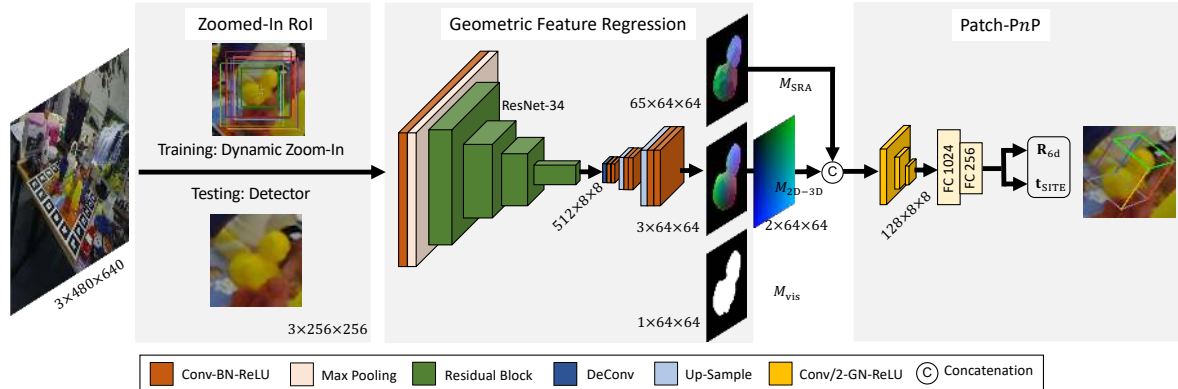 Zoomed-In RoI
Geometric Feature Regression
Patch-PnP
ResNet-34
Training: Dynamic Zoom-In
Testing: Detector
3×480×640
3×256×256
512×8×8
65×64×64
3×64×64
1×64×64
M_SRA
M_2D−3D
2×64×64
M_vis
C
128×8×8
FC 1024
FC 256
R_6d
t_SITE
Conv-BN-ReLU
Max Pooling
Residual Block
DeConv
Up-Sample
Conv/2-GN-ReLU
C Concatenation